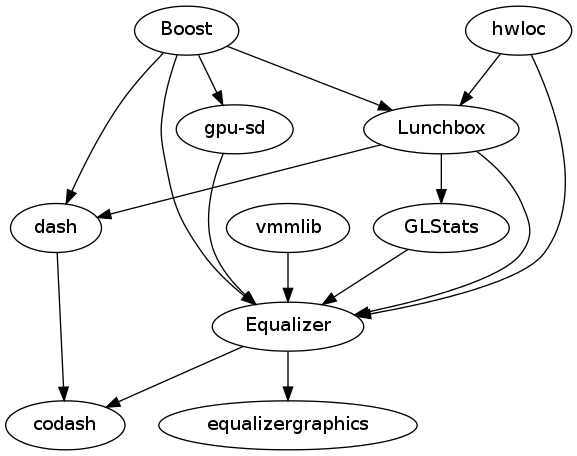 Boost
hwloc
gpu-sd
Lunchbox
dash
vmmlib
GLStats
Equalizer
codash
equalizergraphics